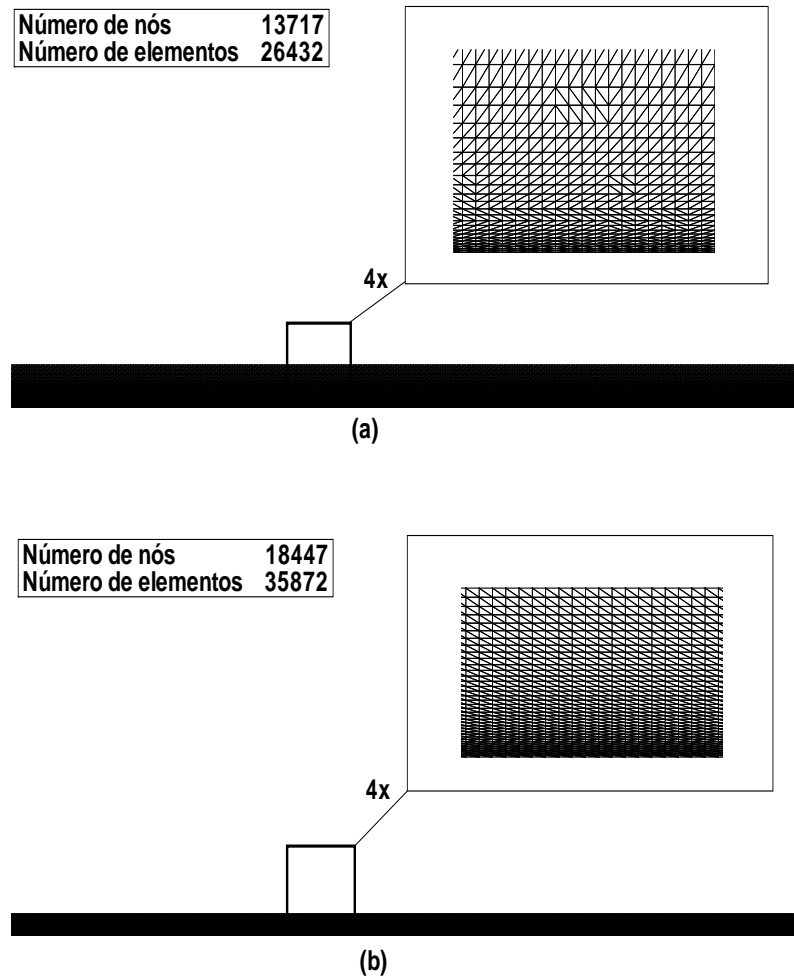 Número de nós 13717
Número de elementos 26432
4x
(a)
Número de nós 18447
Número de elementos 35872
4x
(b)